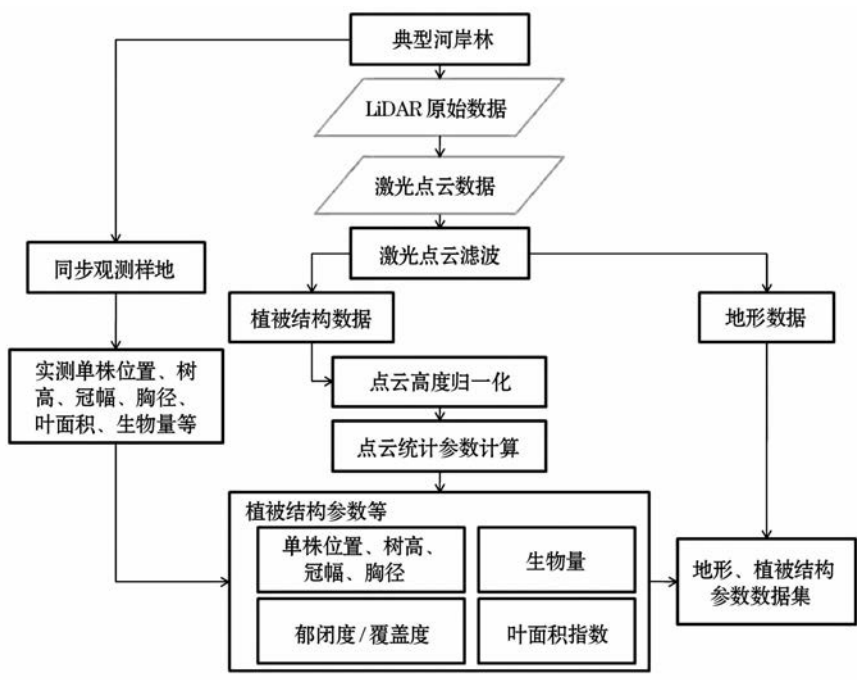 典型河岸林
LiDAR 原始数据
激光点云数据
激光点云滤波
同步观测样地
植被结构数据
地形数据
实测单株位置、树
高、冠幅、胸径、
叶面积、生物量等
点云高度归一化
点云统计参数计算
植被结构参数等
单株位置、树高、
冠幅、胸径
生物量
郁闭度/覆盖度
叶面积指数
地形、植被结构
参数数据集